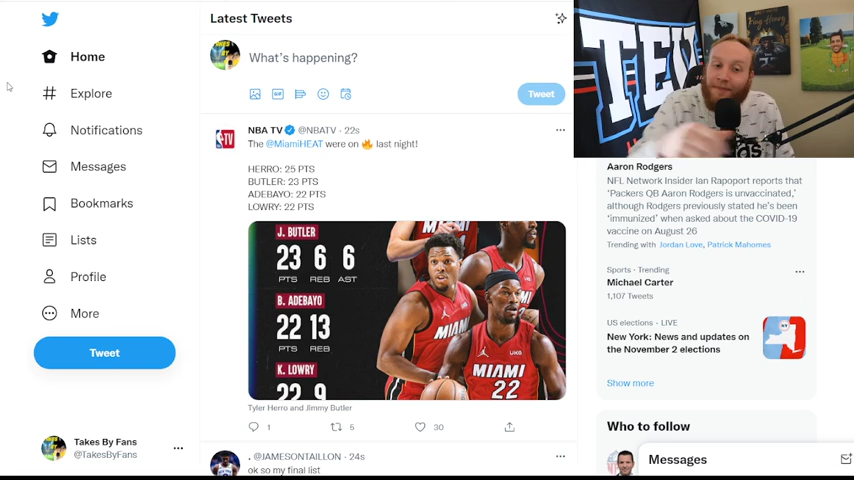 Home
Explore
Notifications
Messages
Bookmarks
Lists
Profile
More
Tweet
Takes By Fans
@TakesByFans
Latest Tweets
What's happening?
Tweet
NBA TV @NBATV · 22s
The @MiamiHEAT were on 🔥 last night!
HERRO: 25 PTS
BUTLER: 23 PTS
ADEBAYO: 22 PTS
LOWRY: 22 PTS
J. BUTLER
23 6 6
PTS REB AST
B. ADEBAYO
22 13
PTS REB
K. LOWRY
22 9
MIAMI
MIAMI
22
UKG
Tyler Herro and Jimmy Butler
1 5 30
. @JAMESONTAILLON · 24s
ok so my final list
Aaron Rodgers
NFL Network Insider Ian Rapoport reports that
'Packers QB Aaron Rodgers is unvaccinated,'
although Rodgers previously stated he's been
'immunized' when asked about the COVID-19
vaccine on August 26
Trending with Jordan Love, Patrick Mahomes
Sports · Trending
Michael Carter
1,107 Tweets
US elections · LIVE
New York: News and updates on
the November 2 elections
Show more
Who to follow
Messages